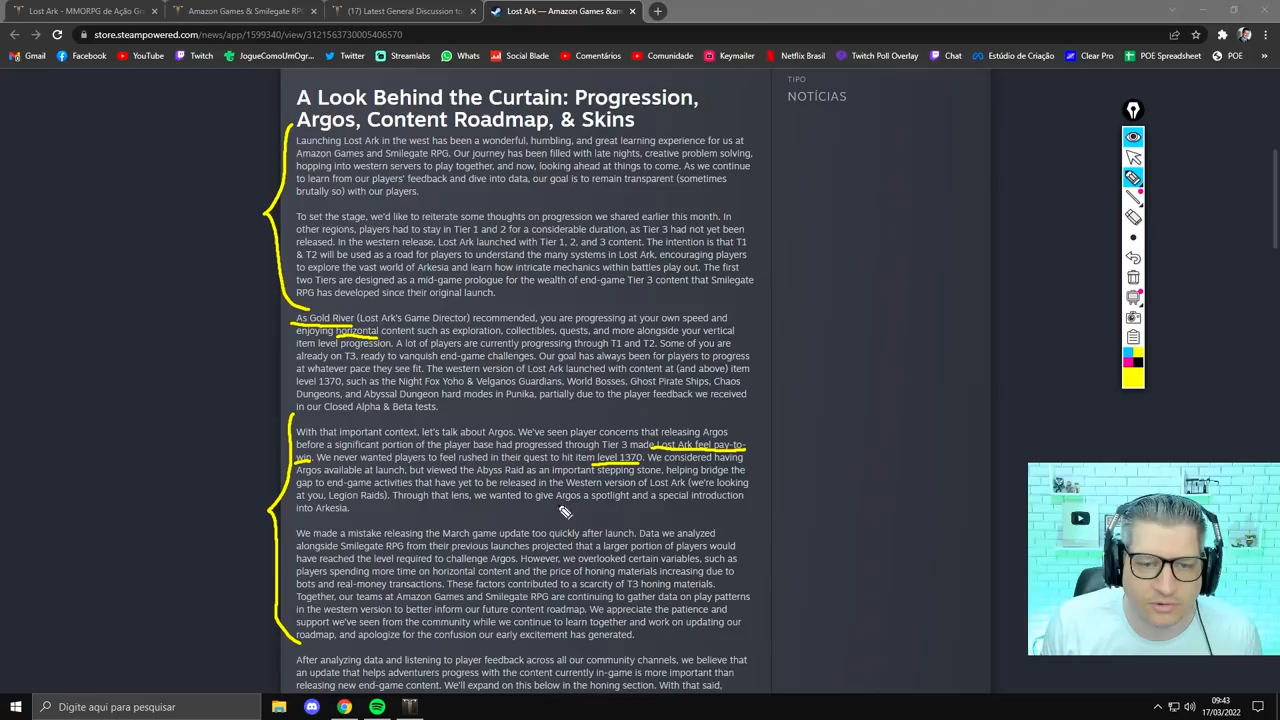 Lost Ark - MMORPG de Ação Gr
Amazon Games & Smilegate RP
(17) Latest General Discussion to
Lost Ark — Amazon Games &am
store.steampowered.com/news/app/1599340/view/3121563730005406570
Gmail
Facebook
YouTube
Twitch
JogueComoUmOgr...
Twitter
Streamlabs
Whats
Social Blade
Comentários
Comunidade
Keymailer
Netflix Brasil
Twitch Poll Overlay
Chat
Estúdio de Criação
Clear Pro
POE Spreadsheet
POE
»
A Look Behind the Curtain: Progression,
Argos, Content Roadmap, & Skins
TIPO
NOTÍCIAS
Launching Lost Ark in the west has been a wonderful, humbling, and great learning experience for us at
Amazon Games and Smilegate RPG. Our journey has been filled with late nights, creative problem solving,
hopping into western servers to play together, and now, looking ahead at things to come. As we continue
to learn from our players' feedback and dive into data, our goal is to remain transparent (sometimes
brutally so) with our players.
To set the stage, we'd like to reiterate some thoughts on progression we shared earlier this month. In
other regions, players had to stay in Tier 1 and 2 for a considerable duration, as Tier 3 had not yet been
released. In the western release, Lost Ark launched with Tier 1, 2, and 3 content. The intention is that T1
& T2 will be used as a road for players to understand the many systems in Lost Ark, encouraging players
to explore the vast world of Arkesia and learn how intricate mechanics within battles play out. The first
two Tiers are designed as a mid-game prologue for the wealth of end-game Tier 3 content that Smilegate
RPG has developed since their original launch.
As Gold River (Lost Ark's Game Director) recommended, you are progressing at your own speed and
enjoying horizontal content such as exploration, collectibles, quests, and more alongside your vertical
item level progression. A lot of players are currently progressing through T1 and T2. Some of you are
already on T3, ready to vanquish end-game challenges. Our goal has always been for players to progress
at whatever pace they see fit. The western version of Lost Ark launched with content at (and above) item
level 1370, such as the Night Fox Yoho & Velganos Guardians, World Bosses, Ghost Pirate Ships, Chaos
Dungeons, and Abyssal Dungeon hard modes in Punika, partially due to the player feedback we received
in our Closed Alpha & Beta tests.
With that important context, let's talk about Argos. We've seen player concerns that releasing Argos
before a significant portion of the player base had progressed through Tier 3 made Lost Ark feel pay-to-
win. We never wanted players to feel rushed in their quest to hit item level 1370. We considered having
Argos available at launch, but viewed the Abyss Raid as an important stepping stone, helping bridge the
gap to end-game activities that have yet to be released in the Western version of Lost Ark (we're looking
at you, Legion Raids). Through that lens, we wanted to give Argos a spotlight and a special introduction
into Arkesia.
We made a mistake releasing the March game update too quickly after launch. Data we analyzed
alongside Smilegate RPG from their previous launches projected that a larger portion of players would
have reached the level required to challenge Argos. However, we overlooked certain variables, such as
players spending more time on horizontal content and the price of honing materials increasing due to
bots and real-money transactions. These factors contributed to a scarcity of T3 honing materials.
Together, our teams at Amazon Games and Smilegate RPG are continuing to gather data on play patterns
in the western version to better inform our future content roadmap. We appreciate the patience and
support we've seen from the community while we continue to learn together and work on updating our
roadmap, and apologize for the confusion our early excitement has generated.
After analyzing data and listening to player feedback across all our community channels, we believe that
an update that helps adventurers progress with the content currently in-game is more important than
releasing new end-game content. We'll expand on this below in the honing section. With that said,
Digite aqui para pesquisar
09:43
17/03/2022